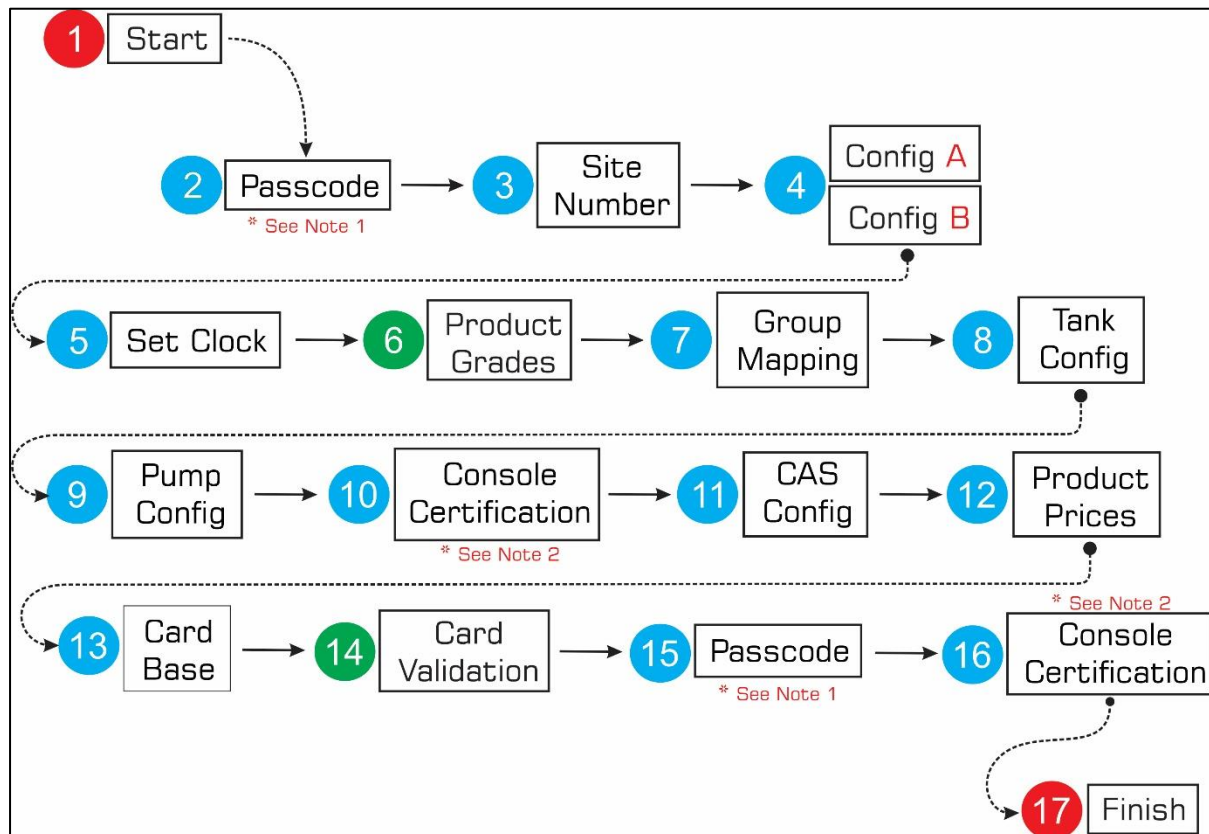 1 Start
2 Passcode
* See Note 1
3 Site
Number
4 Config A
Config B
5 Set Clock
6 Product
Grades
7 Group
Mapping
8 Tank
Config
9 Pump
Config
10 Console
Certification
* See Note 2
11 CAS
Config
12 Product
Prices
13 Card
Base
14 Card
Validation
15 Passcode
* See Note 1
* See Note 2
16 Console
Certification
17 Finish